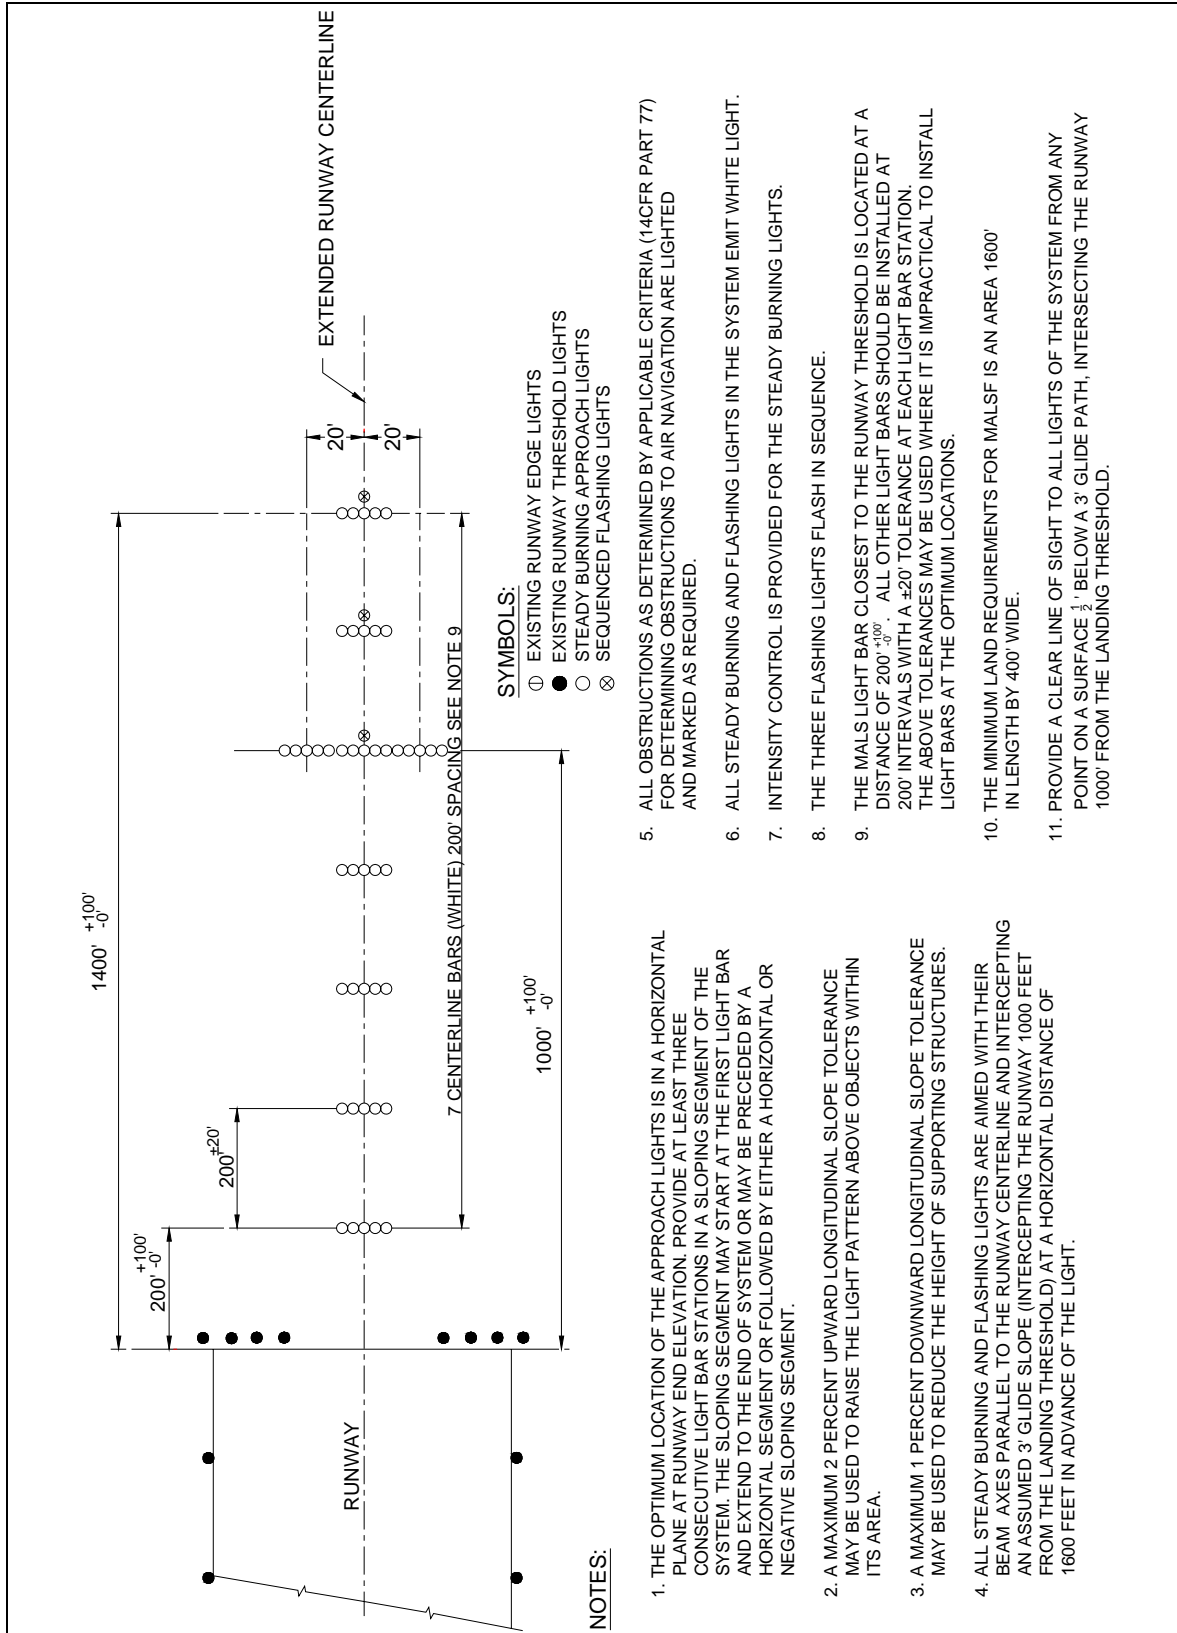 EXTENDED RUNWAY CENTERLINE
1400' +100' -0'
200' ±20'
200' +100' -0'
20'
20'
7 CENTERLINE BARS (WHITE) 200' SPACING SEE NOTE 9
1000' +100' -0'
RUNWAY
SYMBOLS:
EXISTING RUNWAY EDGE LIGHTS
EXISTING RUNWAY THRESHOLD LIGHTS
STEADY BURNING APPROACH LIGHTS
SEQUENCED FLASHING LIGHTS
NOTES:
1. THE OPTIMUM LOCATION OF THE APPROACH LIGHTS IS IN A HORIZONTAL
PLANE AT RUNWAY END ELEVATION. PROVIDE AT LEAST THREE
CONSECUTIVE LIGHT BAR STATIONS IN A SLOPING SEGMENT OF THE
SYSTEM. THE SLOPING SEGMENT MAY START AT THE FIRST LIGHT BAR
AND EXTEND TO THE END OF SYSTEM OR MAY BE PRECEDED BY A
HORIZONTAL SEGMENT OR FOLLOWED BY EITHER A HORIZONTAL OR
NEGATIVE SLOPING SEGMENT.
2. A MAXIMUM 2 PERCENT UPWARD LONGITUDINAL SLOPE TOLERANCE
MAY BE USED TO RAISE THE LIGHT PATTERN ABOVE OBJECTS WITHIN
ITS AREA.
3. A MAXIMUM 1 PERCENT DOWNWARD LONGITUDINAL SLOPE TOLERANCE
MAY BE USED TO REDUCE THE HEIGHT OF SUPPORTING STRUCTURES.
4. ALL STEADY BURNING AND FLASHING LIGHTS ARE AIMED WITH THEIR
BEAM AXES PARALLEL TO THE RUNWAY CENTERLINE AND INTERCEPTING
AN ASSUMED 3' GLIDE SLOPE (INTERCEPTING THE RUNWAY 1000 FEET
FROM THE LANDING THRESHOLD) AT A HORIZONTAL DISTANCE OF
1600 FEET IN ADVANCE OF THE LIGHT.
5. ALL OBSTRUCTIONS AS DETERMINED BY APPLICABLE CRITERIA (14CFR PART 77)
FOR DETERMINING OBSTRUCTIONS TO AIR NAVIGATION ARE LIGHTED
AND MARKED AS REQUIRED.
6. ALL STEADY BURNING AND FLASHING LIGHTS IN THE SYSTEM EMIT WHITE LIGHT.
7. INTENSITY CONTROL IS PROVIDED FOR THE STEADY BURNING LIGHTS.
8. THE THREE FLASHING LIGHTS FLASH IN SEQUENCE.
9. THE MALS LIGHT BAR CLOSEST TO THE RUNWAY THRESHOLD IS LOCATED AT A
DISTANCE OF 200' +100' -0' . ALL OTHER LIGHT BARS SHOULD BE INSTALLED AT
200' INTERVALS WITH A ±20' TOLERANCE AT EACH LIGHT BAR STATION.
THE ABOVE TOLERANCES MAY BE USED WHERE IT IS IMPRACTICAL TO INSTALL
LIGHT BARS AT THE OPTIMUM LOCATIONS.
10. THE MINIMUM LAND REQUIREMENTS FOR MALSF IS AN AREA 1600'
IN LENGTH BY 400' WIDE.
11. PROVIDE A CLEAR LINE OF SIGHT TO ALL LIGHTS OF THE SYSTEM FROM ANY
POINT ON A SURFACE 1/2' BELOW A 3' GLIDE PATH, INTERSECTING THE RUNWAY
1000' FROM THE LANDING THRESHOLD.